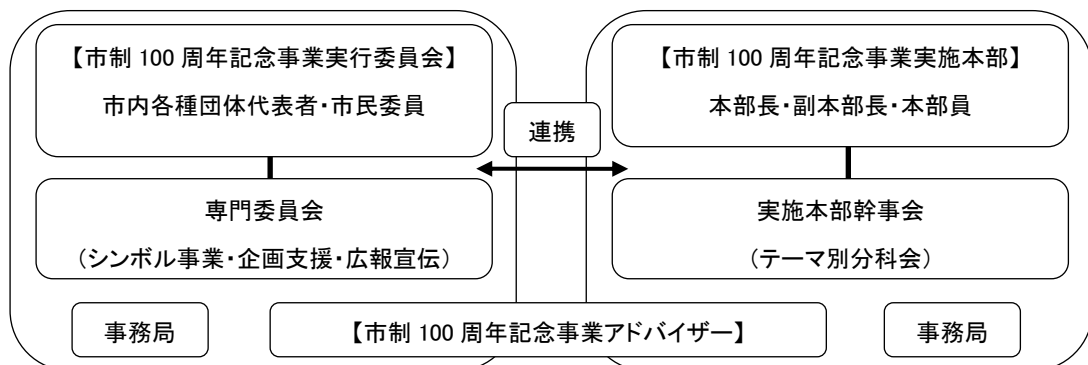 【市制 100 周年記念事業実行委員会】
市内各種団体代表者・市民委員
専門委員会
（シンボル事業・企画支援・広報宣伝）
連携
【市制 100 周年記念事業実施本部】
本部長・副本部長・本部員
実施本部幹事会
（テーマ別分科会）
事務局
【市制 100 周年記念事業アドバイザー】
事務局